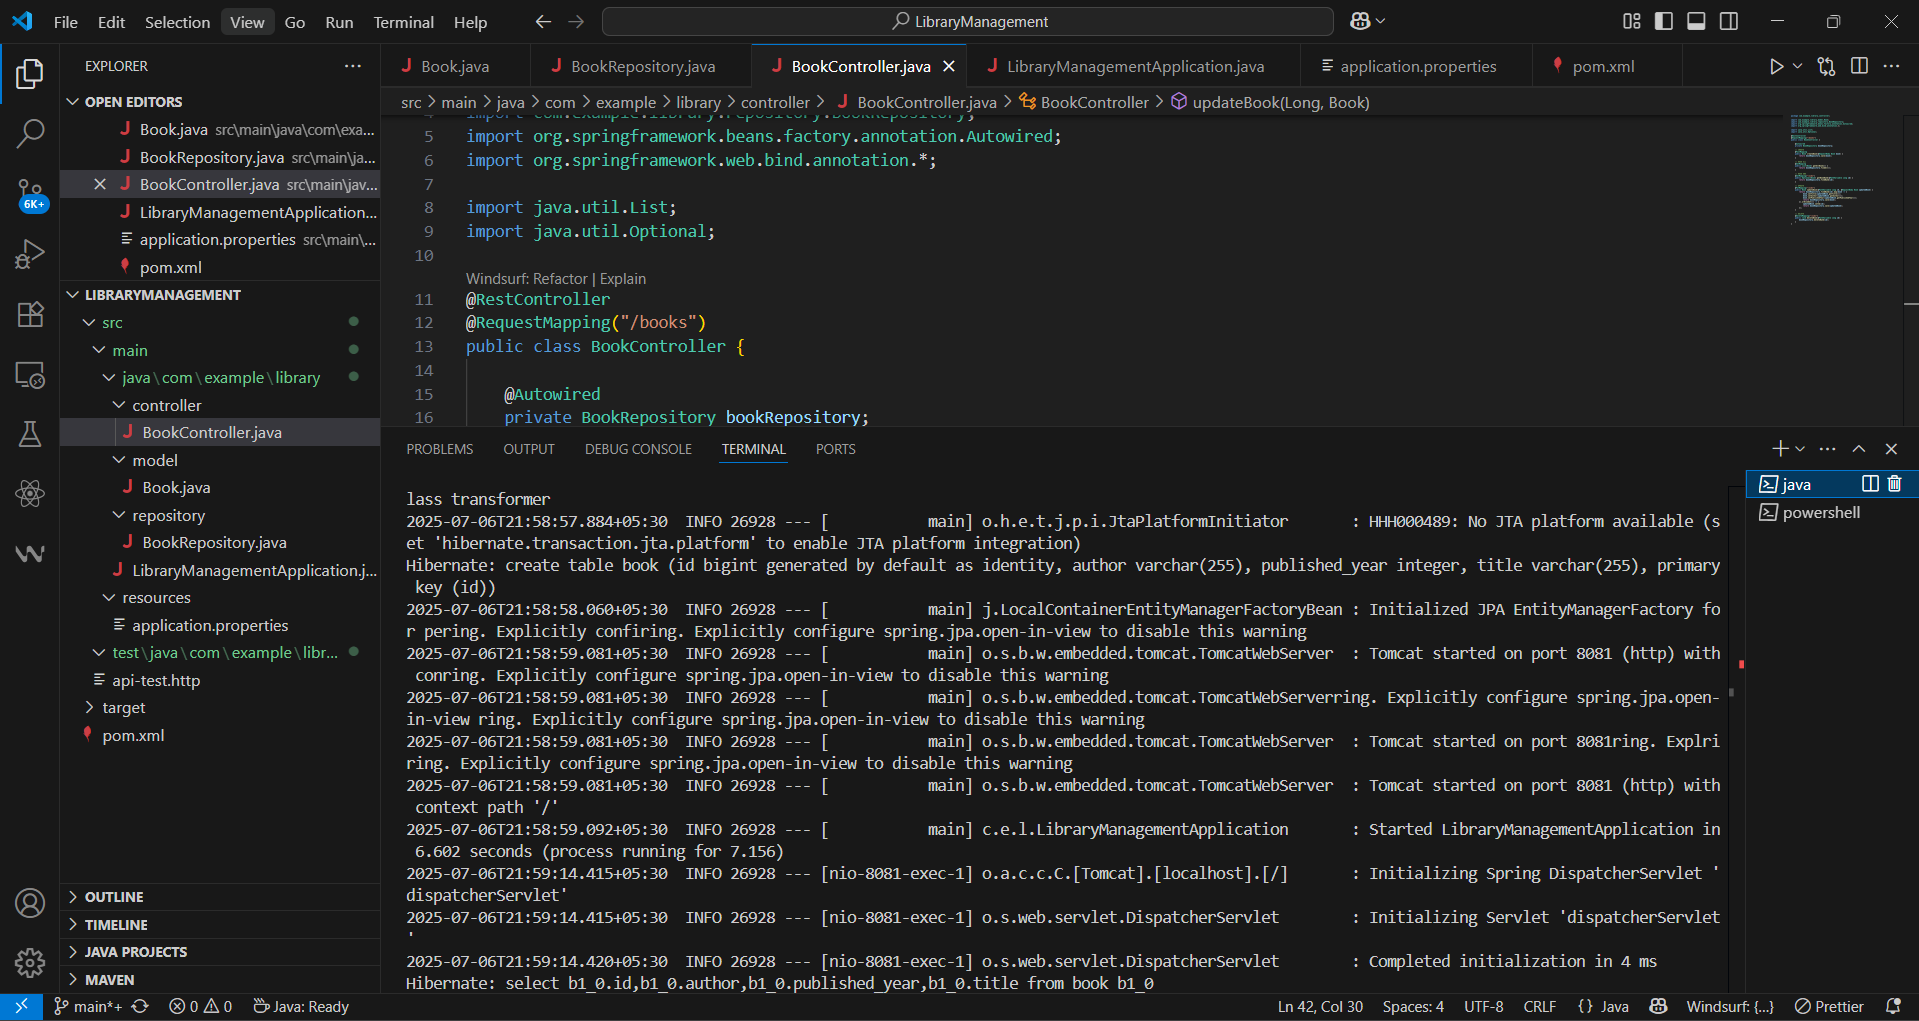 File Edit Selection View Go Run Terminal Help
LibraryManagement
EXPLORER
OPEN EDITORS
Book.java src\main\java\com\exa...
BookRepository.java src\main\ja...
BookController.java src\main\jav...
LibraryManagementApplication...
application.properties src\main\...
pom.xml
LIBRARYMANAGEMENT
src
main
java\com\example\library
controller
BookController.java
model
Book.java
repository
BookRepository.java
LibraryManagementApplication.j...
resources
application.properties
test\java\com\example\libr...
api-test.http
target
pom.xml
OUTLINE
TIMELINE
JAVA PROJECTS
MAVEN
6K+
Book.java BookRepository.java BookController.java LibraryManagementApplication.java application.properties pom.xml
src > main > java > com > example > library > controller > BookController.java > BookController > updateBook(Long, Book)
4 import com.example.library.repository.BookRepository;
5 import org.springframework.beans.factory.annotation.Autowired;
6 import org.springframework.web.bind.annotation.*;
7
8 import java.util.List;
9 import java.util.Optional;
10
Windsurf: Refactor | Explain
11 @RestController
12 @RequestMapping("/books")
13 public class BookController {
14
15 @Autowired
16 private BookRepository bookRepository;
PROBLEMS OUTPUT DEBUG CONSOLE TERMINAL PORTS
java
powershell
lass transformer
2025-07-06T21:58:57.884+05:30 INFO 26928 --- [ main] o.h.e.t.j.p.i.JtaPlatformInitiator : HHH000489: No JTA platform available (s
et 'hibernate.transaction.jta.platform' to enable JTA platform integration)
Hibernate: create table book (id bigint generated by default as identity, author varchar(255), published_year integer, title varchar(255), primary
key (id))
2025-07-06T21:58:58.060+05:30 INFO 26928 --- [ main] j.LocalContainerEntityManagerFactoryBean : Initialized JPA EntityManagerFactory fo
r pering. Explicitly confiring. Explicitly configure spring.jpa.open-in-view to disable this warning
2025-07-06T21:58:59.081+05:30 INFO 26928 --- [ main] o.s.b.w.embedded.tomcat.TomcatWebServer : Tomcat started on port 8081 (http) with
conring. Explicitly configure spring.jpa.open-in-view to disable this warning
2025-07-06T21:58:59.081+05:30 INFO 26928 --- [ main] o.s.b.w.embedded.tomcat.TomcatWebServerring. Explicitly configure spring.jpa.open-
in-view ring. Explicitly configure spring.jpa.open-in-view to disable this warning
2025-07-06T21:58:59.081+05:30 INFO 26928 --- [ main] o.s.b.w.embedded.tomcat.TomcatWebServer : Tomcat started on port 8081ring. Explri
ring. Explicitly configure spring.jpa.open-in-view to disable this warning
2025-07-06T21:58:59.081+05:30 INFO 26928 --- [ main] o.s.b.w.embedded.tomcat.TomcatWebServer : Tomcat started on port 8081 (http) with
context path '/'
2025-07-06T21:58:59.092+05:30 INFO 26928 --- [ main] c.e.l.LibraryManagementApplication : Started LibraryManagementApplication in
6.602 seconds (process running for 7.156)
2025-07-06T21:59:14.415+05:30 INFO 26928 --- [nio-8081-exec-1] o.a.c.c.C.[Tomcat].[localhost].[/] : Initializing Spring DispatcherServlet '
dispatcherServlet'
2025-07-06T21:59:14.415+05:30 INFO 26928 --- [nio-8081-exec-1] o.s.web.servlet.DispatcherServlet : Initializing Servlet 'dispatcherServlet
'
2025-07-06T21:59:14.420+05:30 INFO 26928 --- [nio-8081-exec-1] o.s.web.servlet.DispatcherServlet : Completed initialization in 4 ms
Hibernate: select b1_0.id,b1_0.author,b1_0.published_year,b1_0.title from book b1_0
main*+ 0 0 Java: Ready Ln 42, Col 30 Spaces: 4 UTF-8 CRLF {} Java Windsurf: {...} Prettier